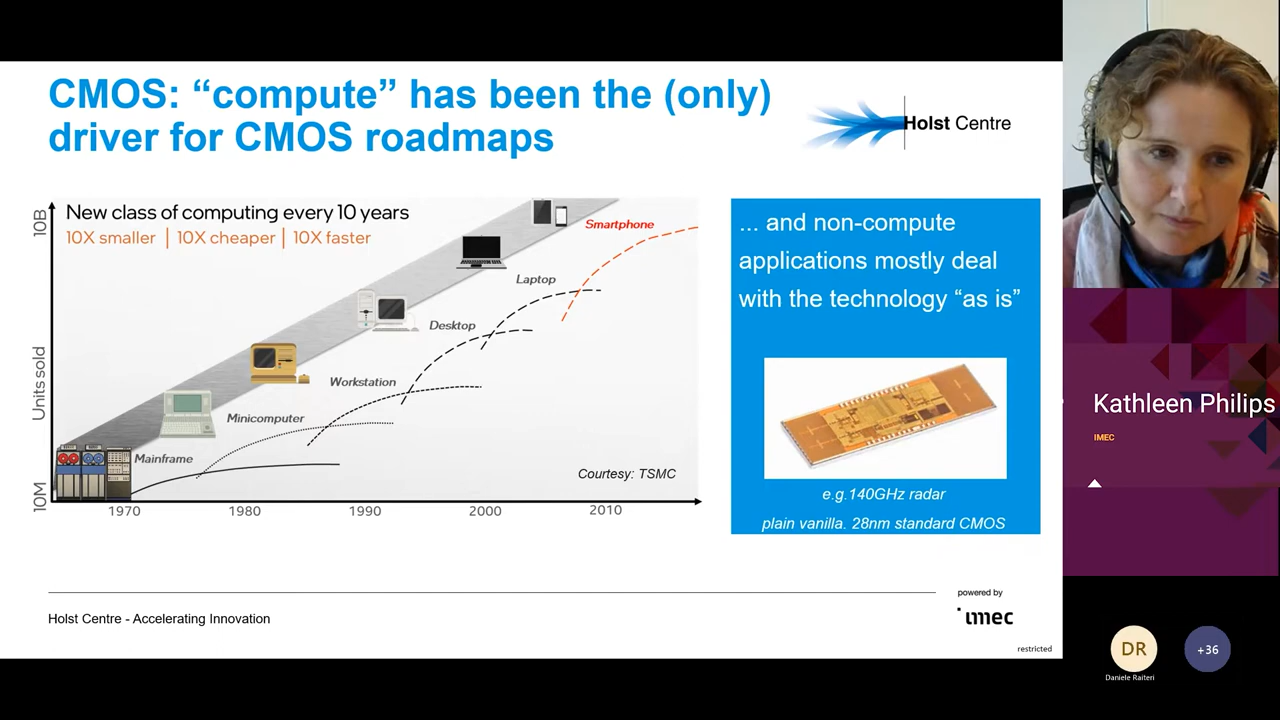 CMOS: “compute” has been the (only)
driver for CMOS roadmaps
Holst Centre
New class of computing every 10 years
10X smaller | 10X cheaper | 10X faster
10B
Units sold
10M
Smartphone
Laptop
Desktop
Workstation
Minicomputer
Mainframe
Courtesy: TSMC
1970
1980
1990
2000
2010
... and non-compute
applications mostly deal
with the technology “as is”
e.g.140GHz radar
plain vanilla. 28nm standard CMOS
Holst Centre - Accelerating Innovation
powered by
imec
restricted
Kathleen Philips
IMEC
DR
Daniele Raiteri
+36